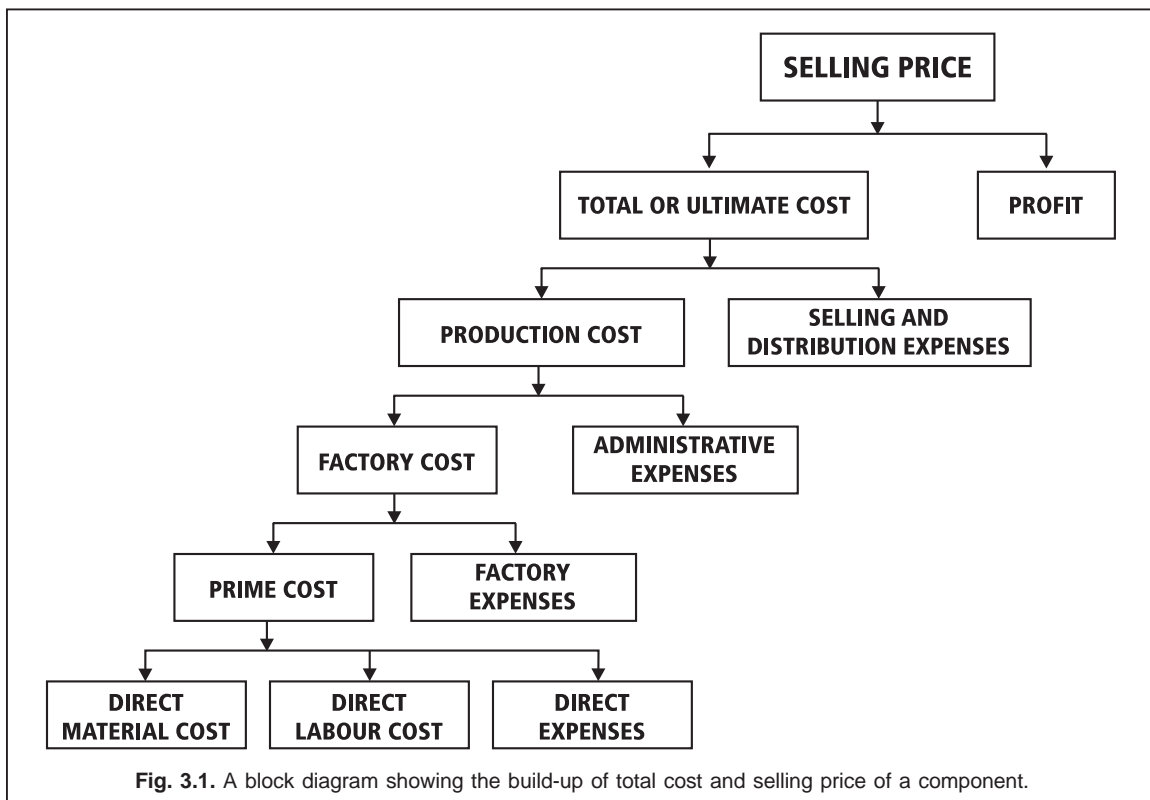 SELLING PRICE
TOTAL OR ULTIMATE COST
PROFIT
PRODUCTION COST
SELLING AND
DISTRIBUTION EXPENSES
FACTORY COST
ADMINISTRATIVE
EXPENSES
PRIME COST
FACTORY
EXPENSES
DIRECT
MATERIAL COST
DIRECT
LABOUR COST
DIRECT
EXPENSES
Fig. 3.1. A block diagram showing the build-up of total cost and selling price of a component.